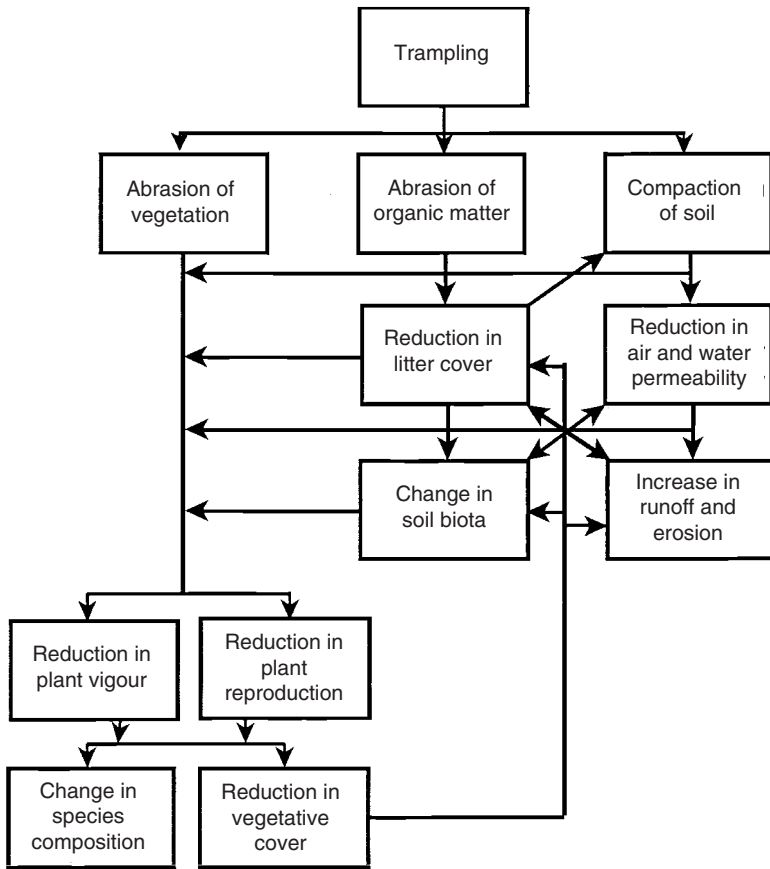 Trampling
Abrasion of
vegetation
Abrasion of
organic matter
Compaction
of soil
Reduction in
litter cover
Reduction in
air and water
permeability
Change in
soil biota
Increase in
runoff and
erosion
Reduction in
plant vigour
Reduction in
plant
reproduction
Change in
species
composition
Reduction in
vegetative
cover